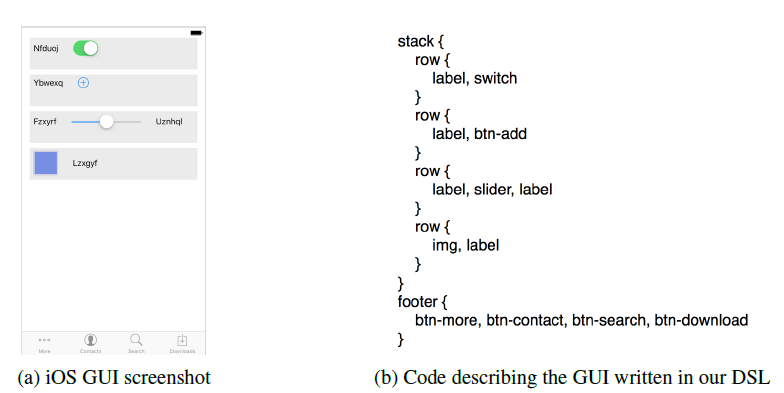 Nfduoj
Ybwexq
Fzxyrf Uznhql
Lzxgyf
More Contacts Search Downloads
(a) iOS GUI screenshot
stack {
row {
label, switch
}
row {
label, btn-add
}
row {
label, slider, label
}
row {
img, label
}
}
footer {
btn-more, btn-contact, btn-search, btn-download
}
(b) Code describing the GUI written in our DSL